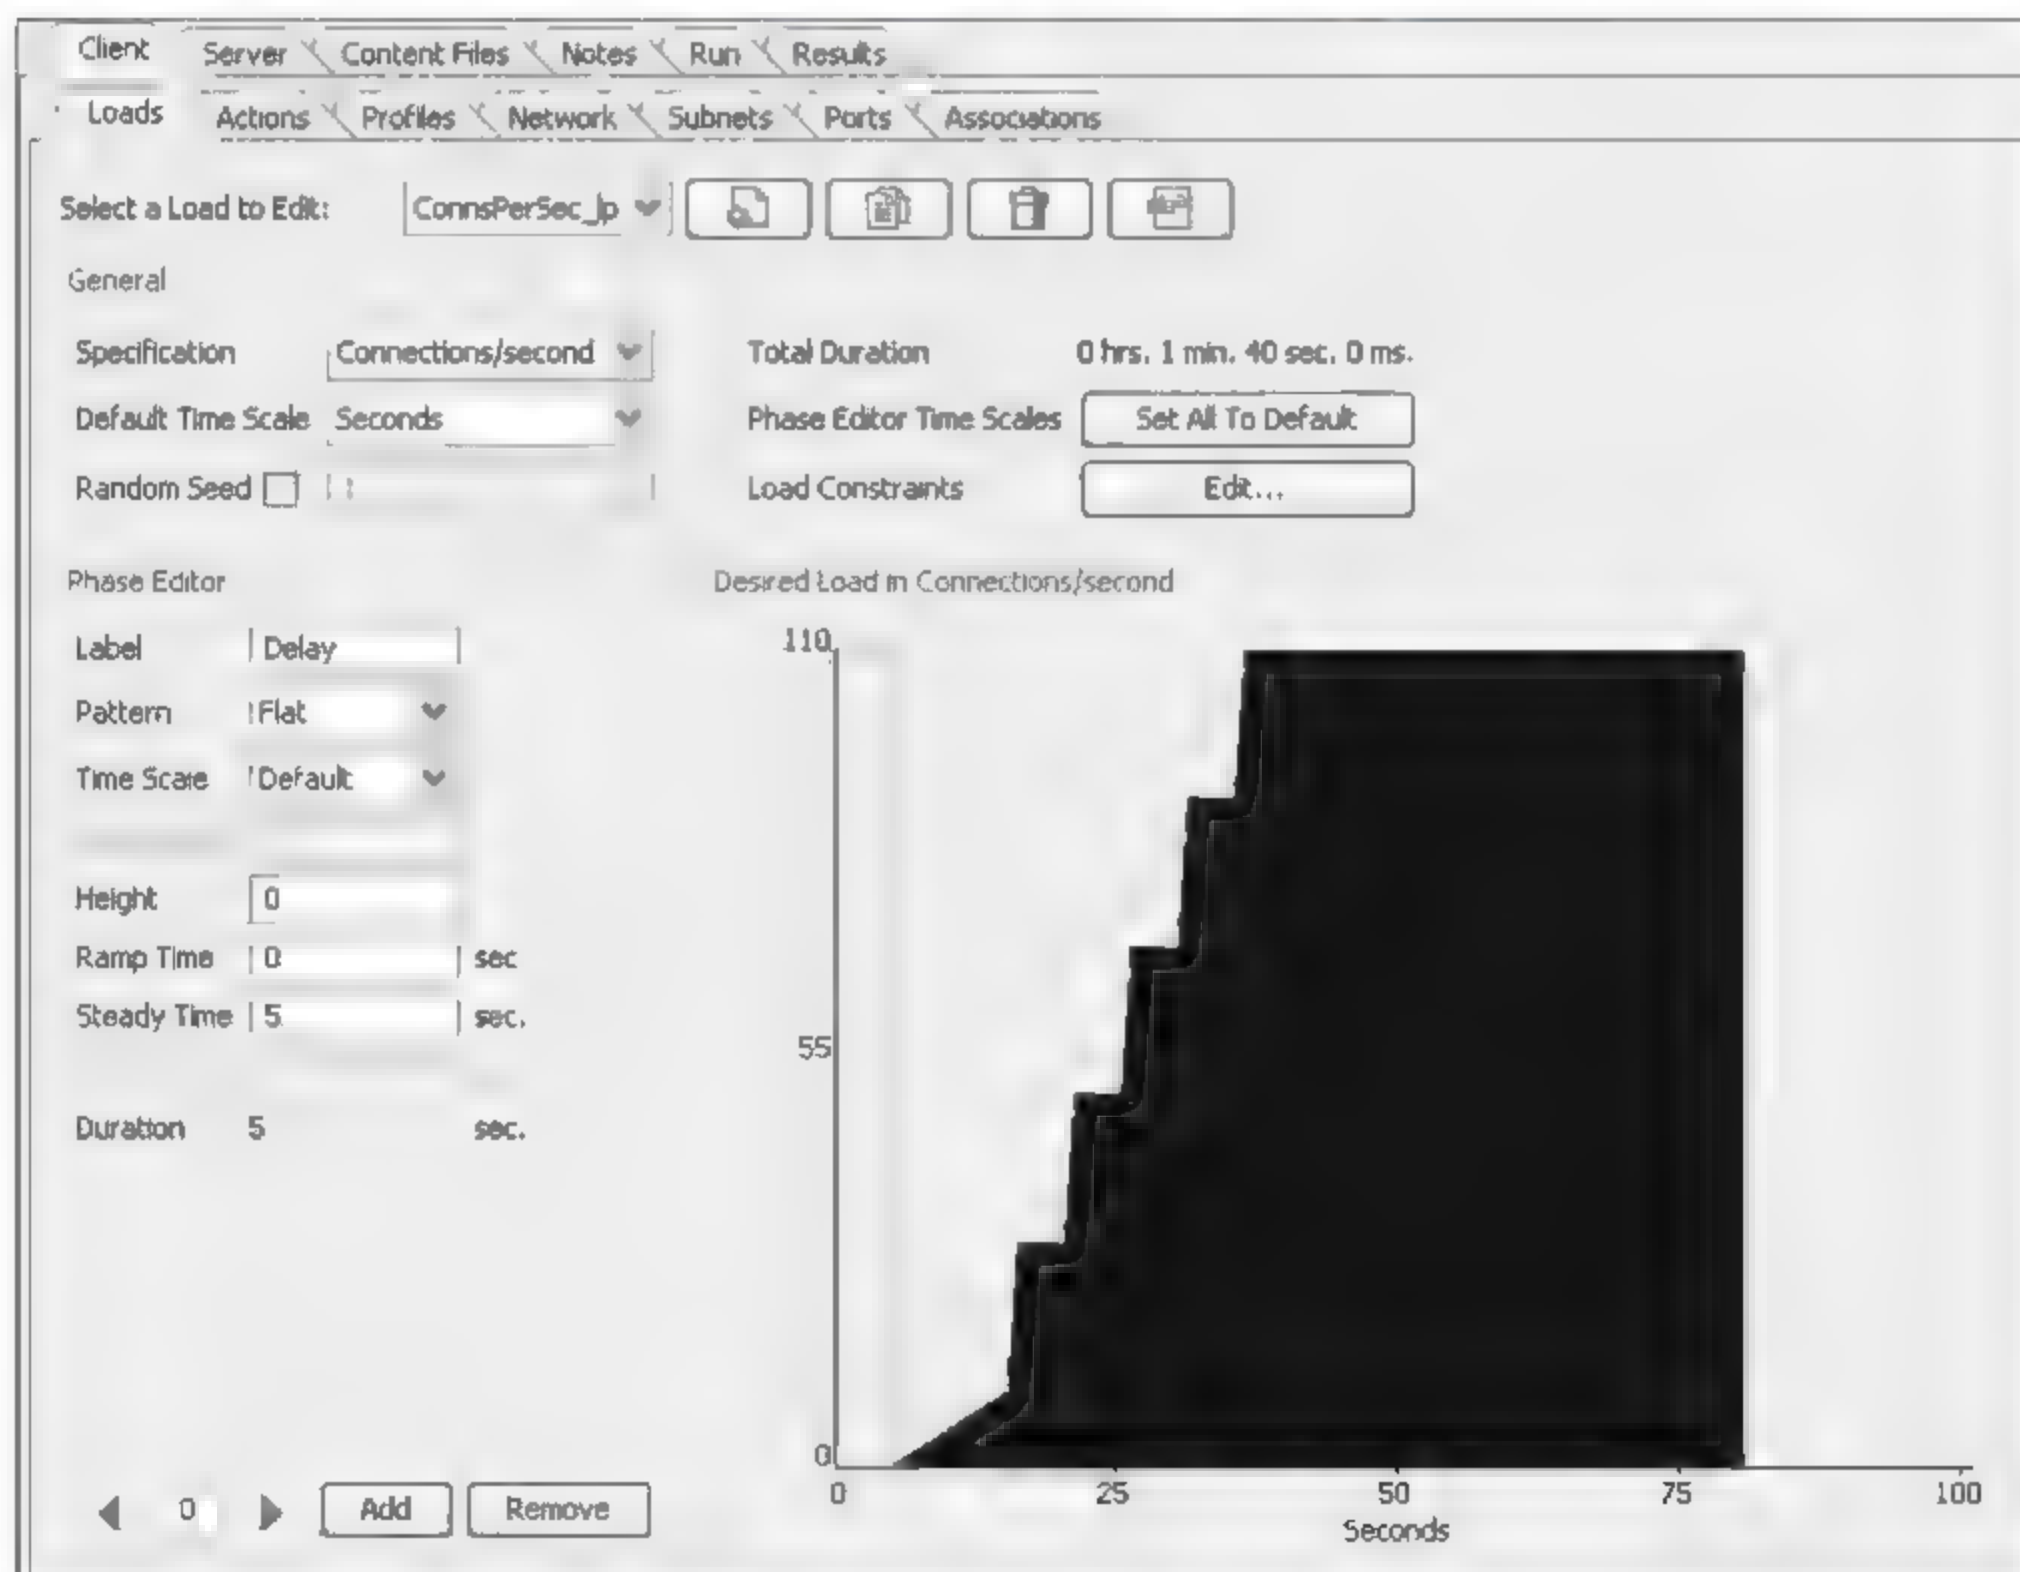 Client Server Content Files Notes Run Results
Loads Actions Profiles Network Subnets Ports Associations
Select a Load to Edit: ConnsPerSec_lp
General
Specification Connections/second Total Duration 0 hrs. 1 min. 40 sec. 0 ms.
Default Time Scale Seconds Phase Editor Time Scales Set All To Default
Random Seed Load Constraints Edit...
Phase Editor Desired Load in Connections/second
Label Delay
Pattern Flat
Time Scale Default
Height 0
Ramp Time 0 sec
Steady Time 5 sec.
Duration 5 sec.
110
55
0
0 25 50 75 100
Seconds
0 Add Remove